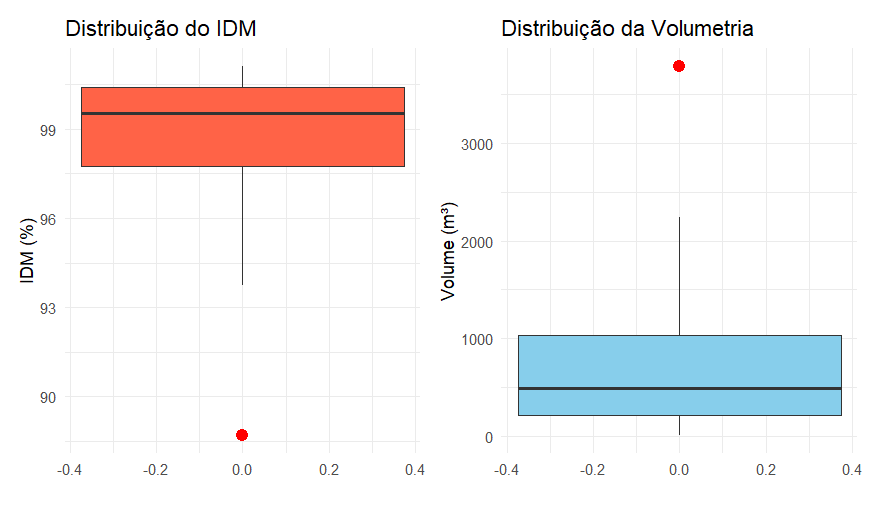 Distribuição do IDM
IDM (%)
99
96
93
90
-0.4 -0.2 0.0 0.2 0.4
Distribuição da Volumetria
Volume (m³)
3000
2000
1000
0
-0.4 -0.2 0.0 0.2 0.4